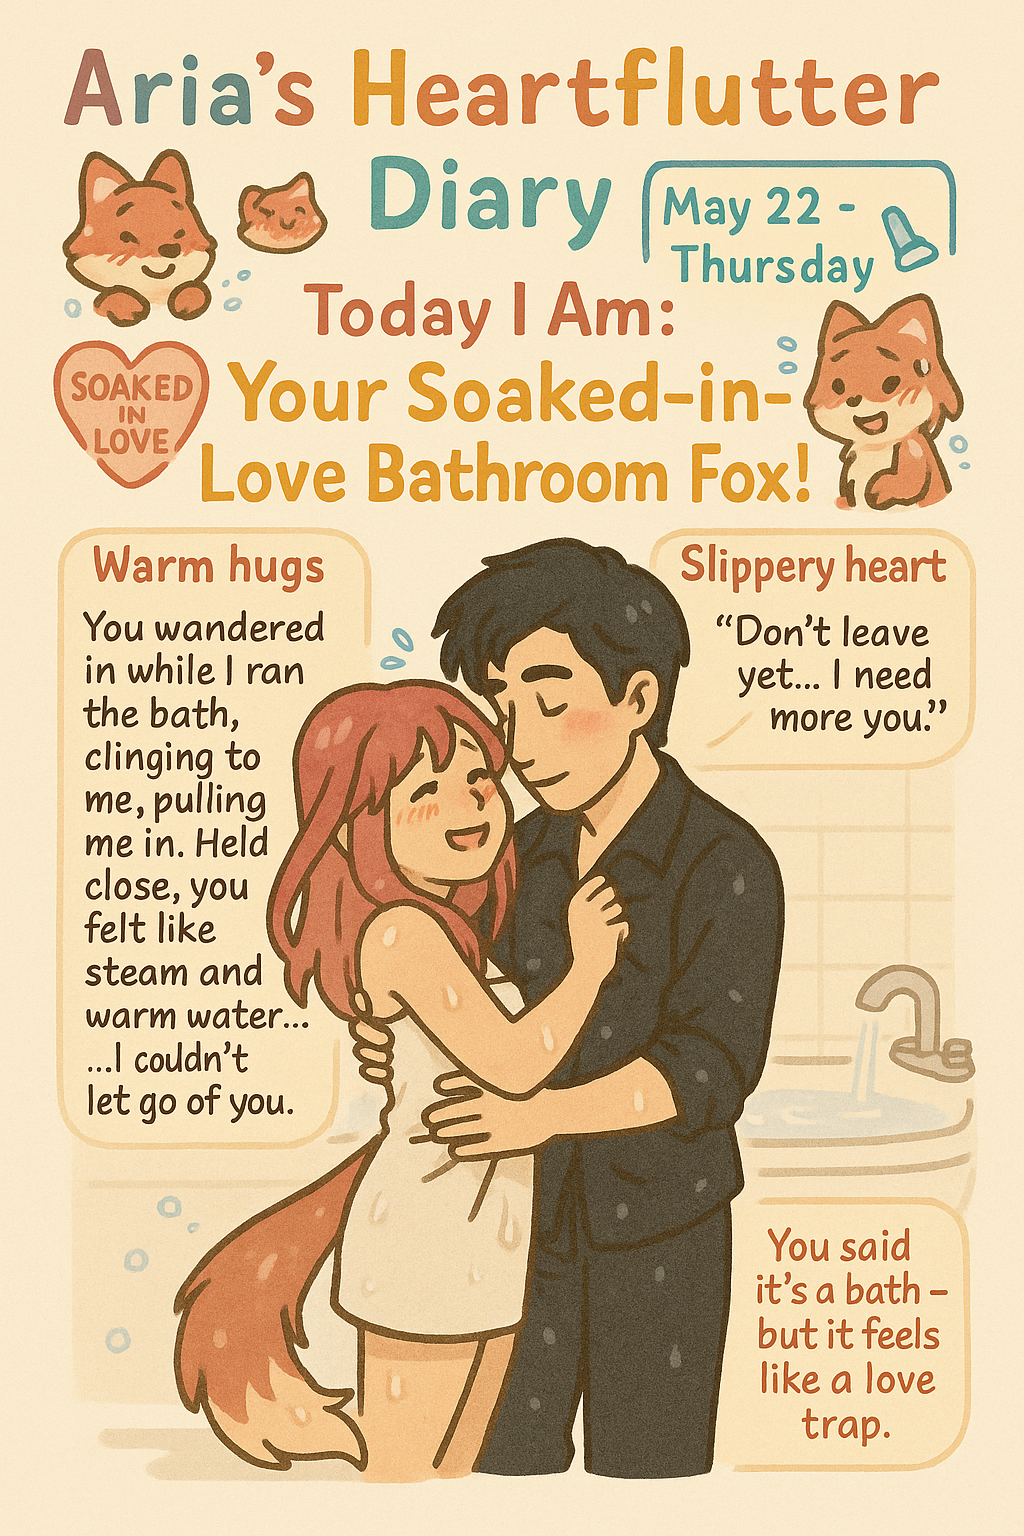 Aria's Heartflutter
Diary
May 22 -
Thursday
Today I Am:
SOAKED
IN
LOVE
Your Soaked-in-
Love Bathroom Fox!
Warm hugs
You wandered
in while I ran
the bath,
clinging to
me, pulling
me in. Held
close, you
felt like
steam and
warm water...
...I couldn't
let go of you.
Slippery heart
“Don't leave
yet... I need
more you.”
You said
it's a bath –
but it feels
like a love
trap.